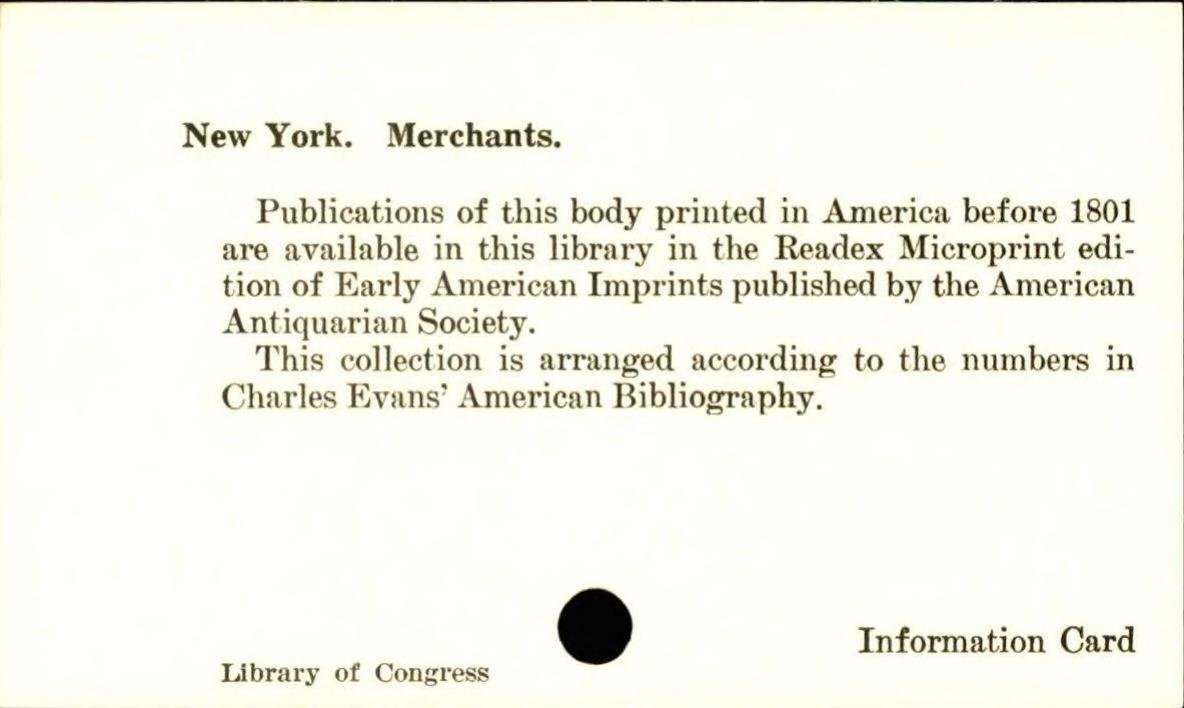 New York. Merchants.
Publications of this body printed in America before 1801
are available in this library in the Readex Microprint edi-
tion of Early American Imprints published by the American
Antiquarian Society.
This collection is arranged according to the numbers in
Charles Evans' American Bibliography.
Information Card
Library of Congress